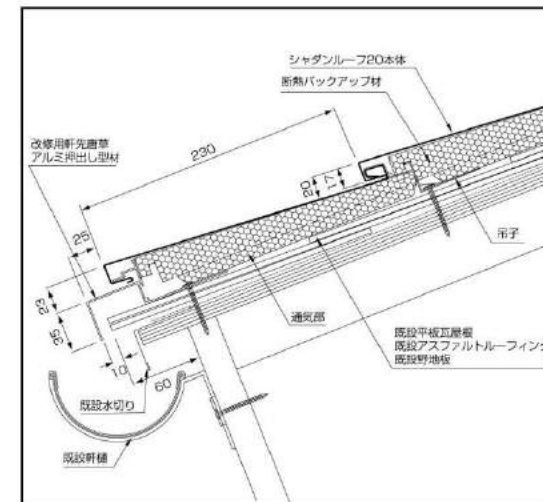 シャダンルーフ20本体
断熱バックアップ材
改修用軒先唐草
アルミ押出し型材
230
20
17
25
23
35
10
60
吊子
通気部
既設平板瓦屋根
既設アスファルトルーフィング
既設野地板
既設水切り
既設軒樋